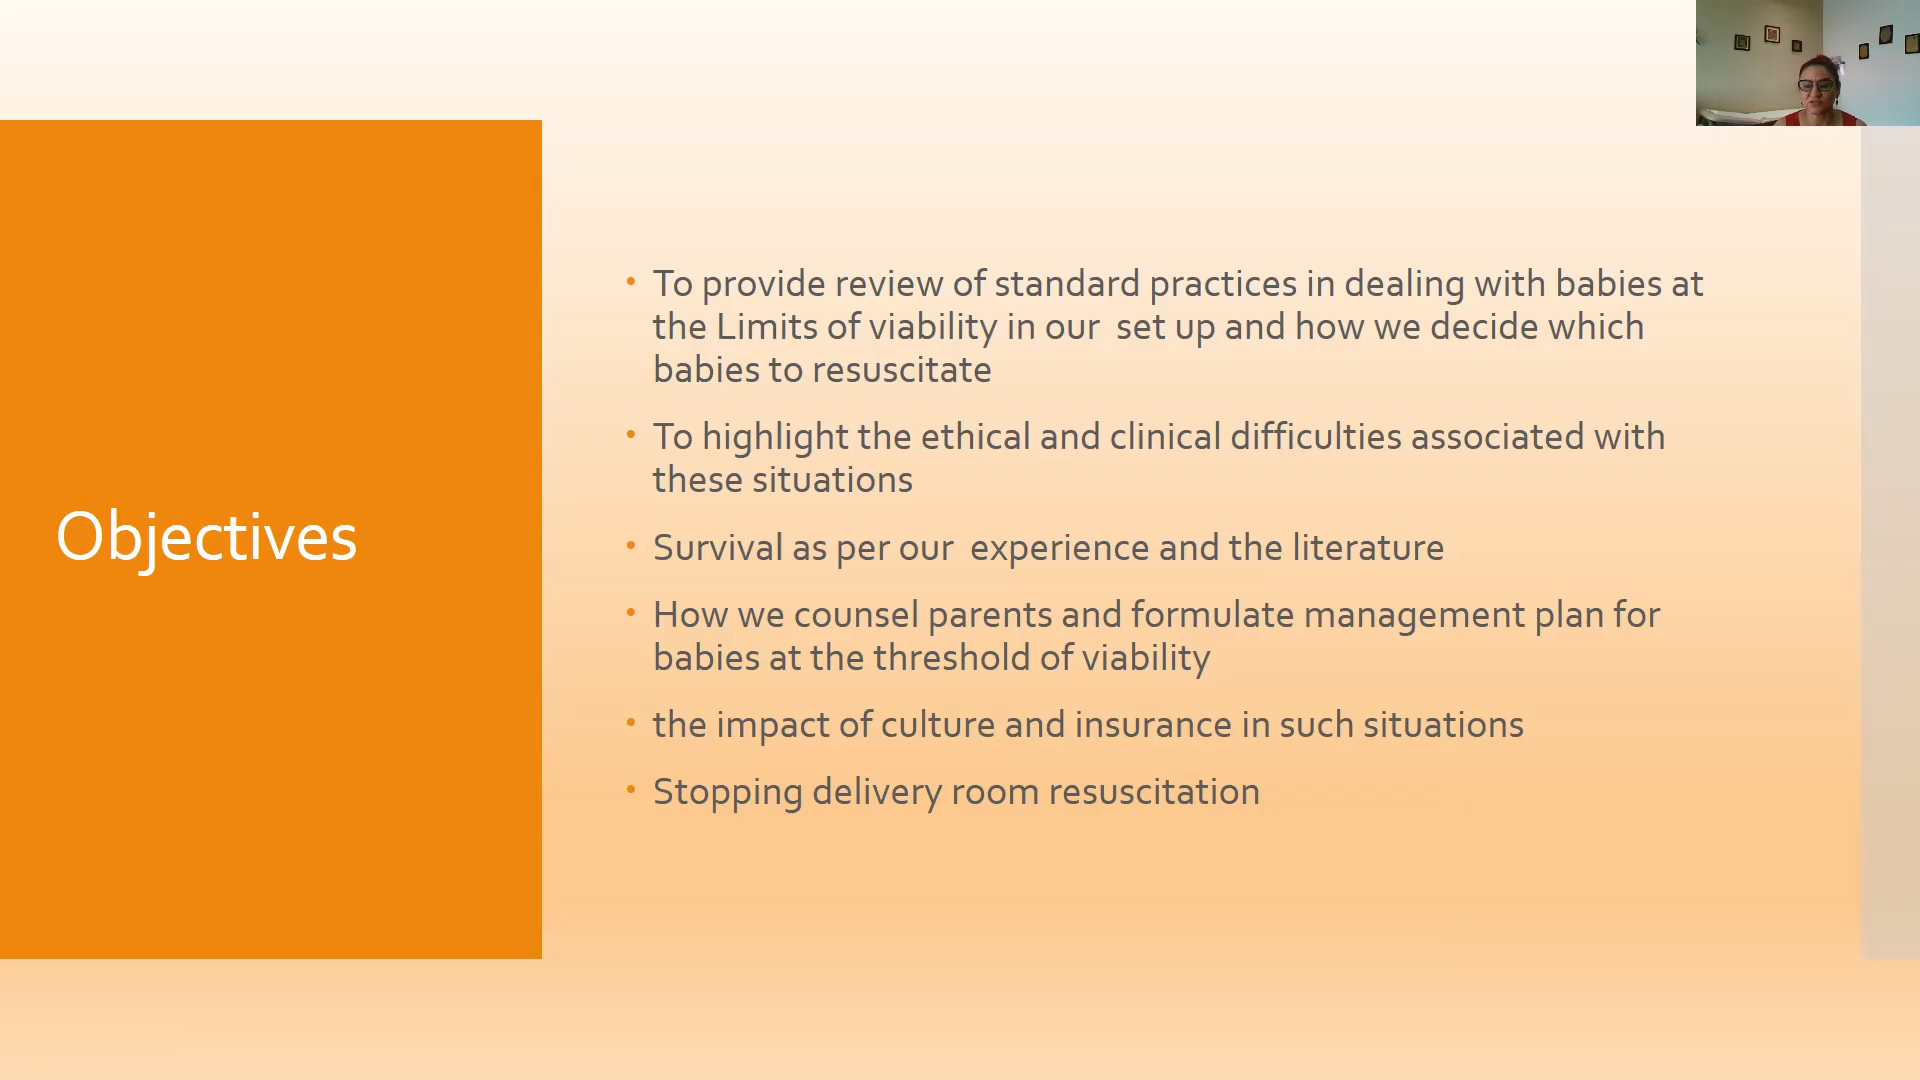 Objectives
• To provide review of standard practices in dealing with babies at
the Limits of viability in our  set up and how we decide which
babies to resuscitate
• To highlight the ethical and clinical difficulties associated with
these situations
• Survival as per our  experience and the literature
• How we counsel parents and formulate management plan for
babies at the threshold of viability
• the impact of culture and insurance in such situations
• Stopping delivery room resuscitation